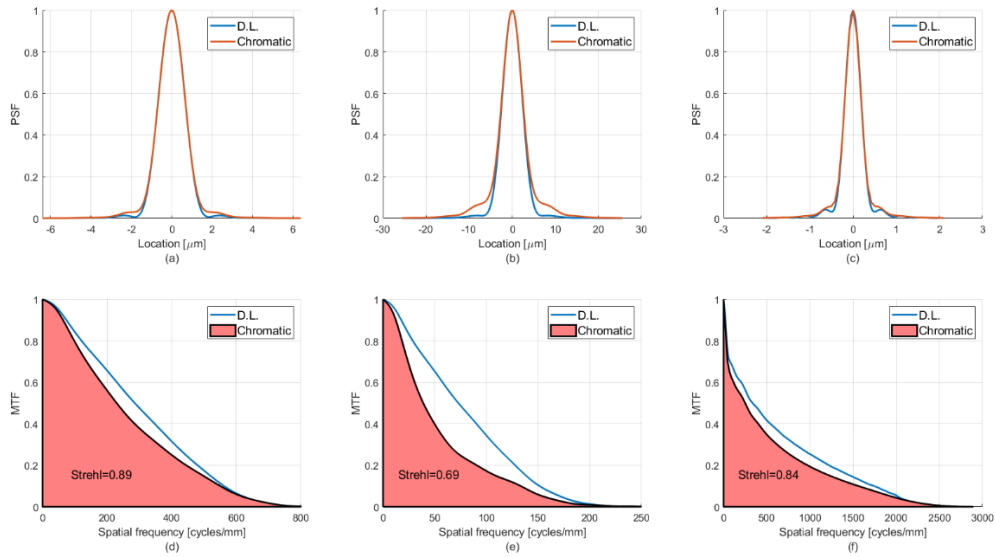 1
0.8
0.6
0.4
0.2
0
PSF
D.L.
Chromatic
-6 -4 -2 0 2 4 6
Location [μm]
(a)
1
0.8
0.6
0.4
0.2
0
PSF
D.L.
Chromatic
-30 -20 -10 0 10 20 30
Location [μm]
(b)
1
0.8
0.6
0.4
0.2
0
PSF
D.L.
Chromatic
-3 -2 -1 0 1 2 3
Location [μm]
(c)
1
0.8
0.6
0.4
0.2
0
MTF
D.L.
Chromatic
Strehl=0.89
0 200 400 600 800
Spatial frequency [cycles/mm]
(d)
1
0.8
0.6
0.4
0.2
0
MTF
D.L.
Chromatic
Strehl=0.69
0 50 100 150 200 250
Spatial frequency [cycles/mm]
(e)
1
0.8
0.6
0.4
0.2
0
MTF
D.L.
Chromatic
Strehl=0.84
0 500 1000 1500 2000 2500 3000
Spatial frequency [cycles/mm]
(f)